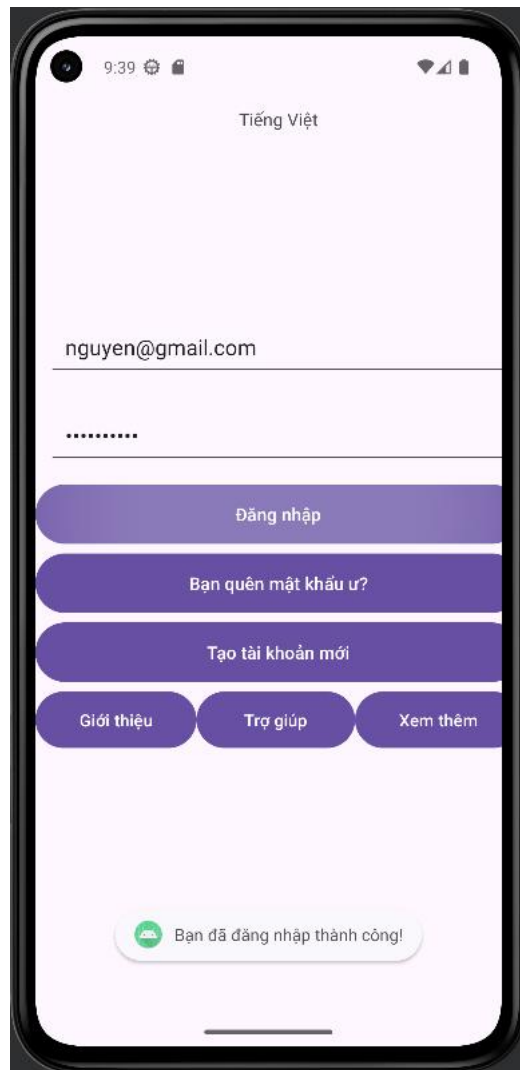 9:39
Tiếng Việt
nguyen@gmail.com
••••••••••
Đăng nhập
Bạn quên mật khẩu ư?
Tạo tài khoản mới
Giới thiệu Trợ giúp Xem thêm
Bạn đã đăng nhập thành công!